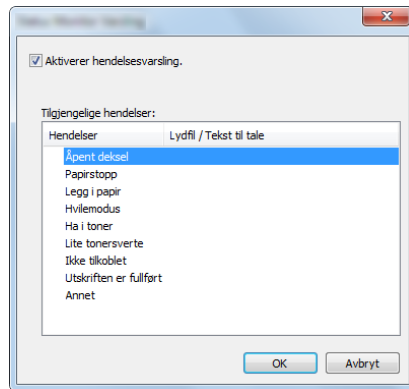 Aktiverer hendelsesvarsling.
Tilgjengelige hendelser:
Hendelser Lydfil / Tekst til tale
Åpent deksel
Papirstopp
Legg i papir
Hvilemodus
Ha i toner
Lite tonersverte
Ikke tilkoblet
Utskriften er fullført
Annet
OK Avbryt